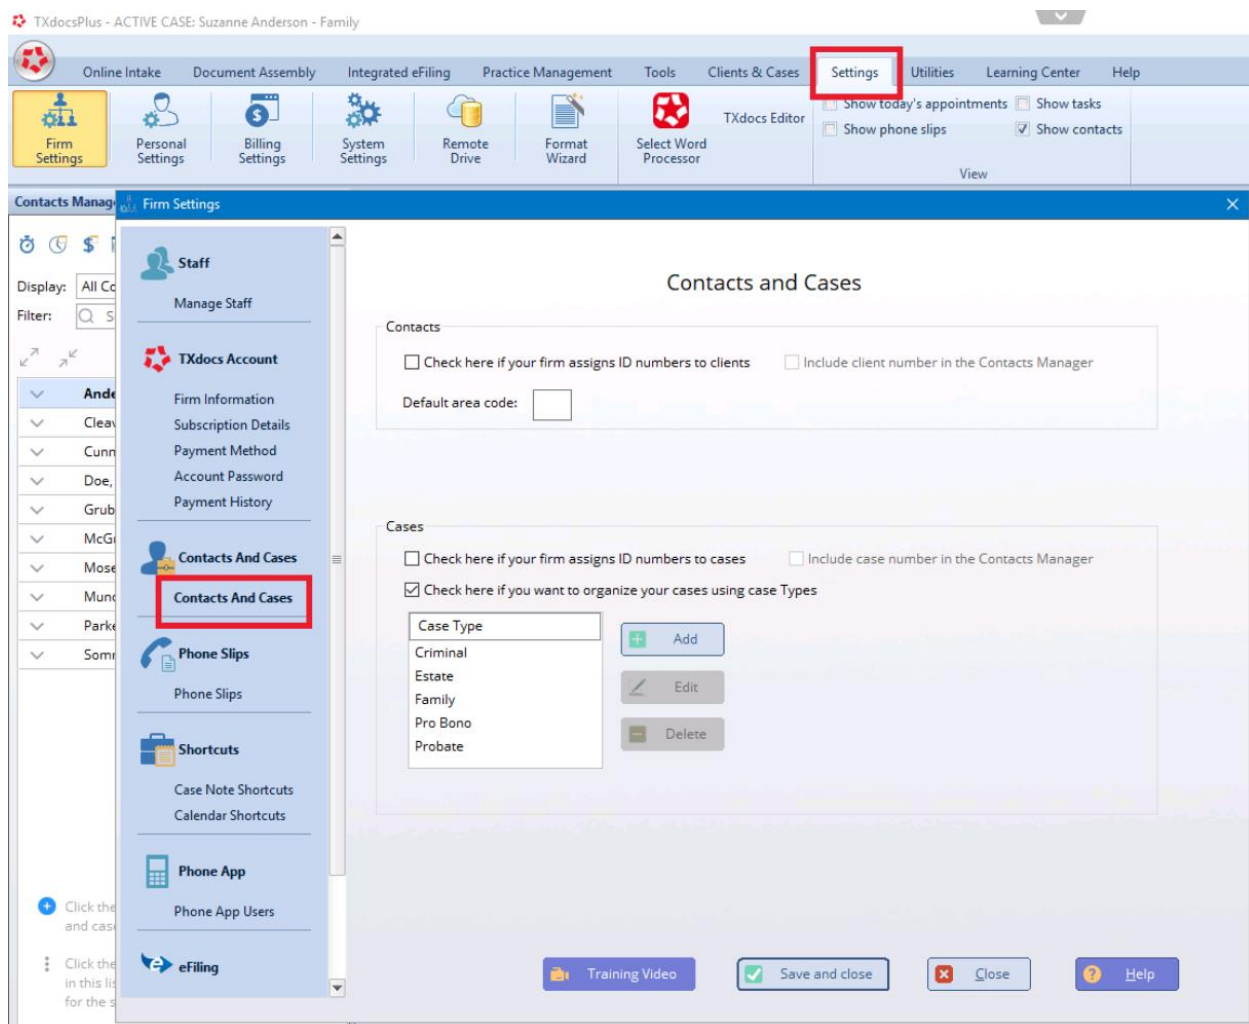 TXdocsPlus - ACTIVE CASE: Suzanne Anderson - Family
Online Intake Document Assembly Integrated eFiling Practice Management Tools Clients & Cases Settings Utilities Learning Center Help
Firm Settings
Personal Settings
Billing Settings
System Settings
Remote Drive
Format Wizard
Select Word Processor
TXdocs Editor
Show today's appointments Show tasks
Show phone slips Show contacts
View
Contacts Manag
Firm Settings
Display: All Co
Filter: S
Ande
Cleav
Cunn
Doe,
Grub
McG
Mose
Mund
Parke
Som
Click the
and case
Click the
in this lis
for the s
Staff
Manage Staff
TXdocs Account
Firm Information
Subscription Details
Payment Method
Account Password
Payment History
Contacts And Cases
Contacts And Cases
Phone Slips
Phone Slips
Shortcuts
Case Note Shortcuts
Calendar Shortcuts
Phone App
Phone App Users
eFiling
Contacts and Cases
Contacts
Check here if your firm assigns ID numbers to clients Include client number in the Contacts Manager
Default area code:
Cases
Check here if your firm assigns ID numbers to cases Include case number in the Contacts Manager
Check here if you want to organize your cases using case Types
Case Type
Criminal
Estate
Family
Pro Bono
Probate
Add
Edit
Delete
Training Video Save and close Close Help